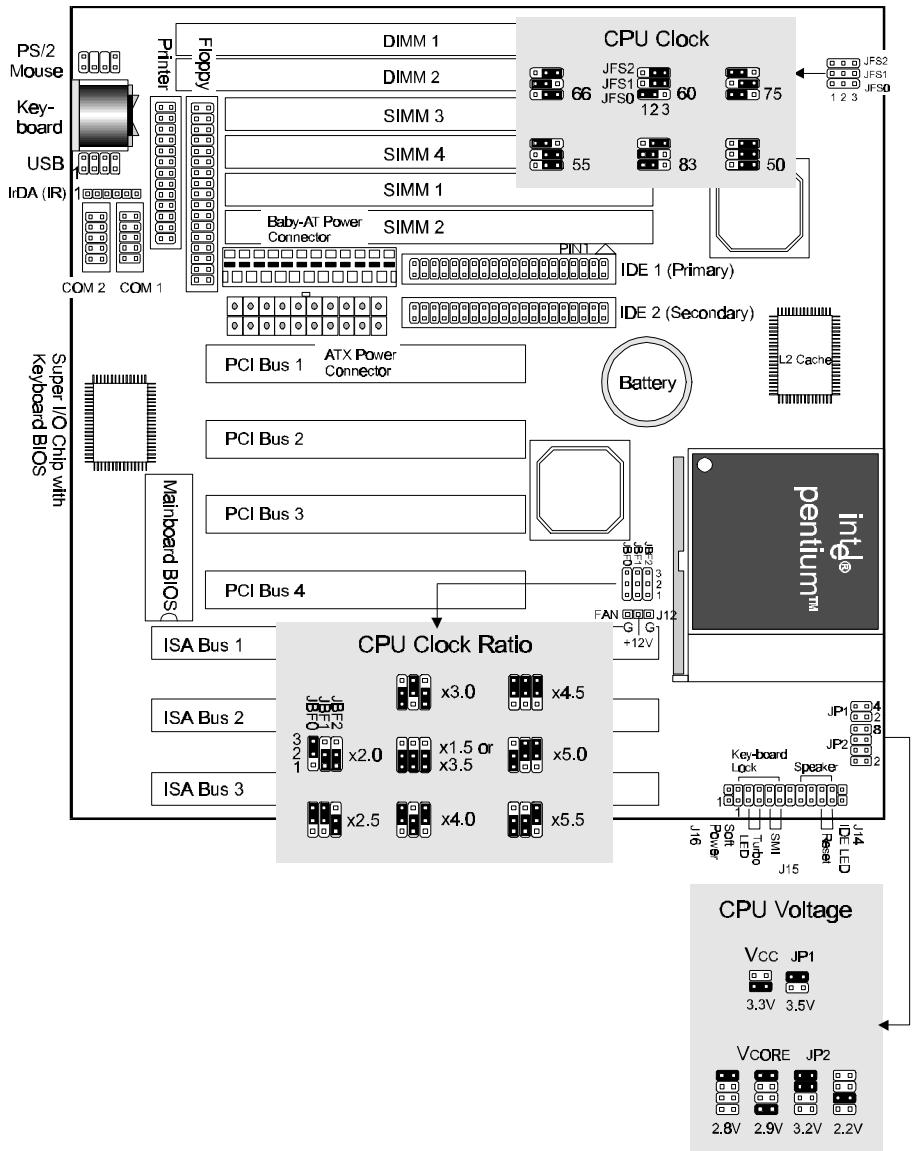 PS/2
Mouse
Key-
board
USB
1
IrDA (IR) 1
COM 2
COM 1
Printer
Floppy
DIMM 1
DIMM 2
SIMM 3
SIMM 4
SIMM 1
SIMM 2
CPU Clock
66
JFS2
JFS1
JFS0
1 2 3
60
75
55
83
50
JFS2
JFS1
JFS0
1 2 3
Baby-AT Power
Connector
PIN1
IDE 1 (Primary)
IDE 2 (Secondary)
ATX Power
Connector
PCI Bus 1
PCI Bus 2
PCI Bus 3
PCI Bus 4
Battery
L2 Cache
Super I/O Chip with
Keyboard BIOS
Mainboard BIOS
intel®
pentium™
JBF0
JBF1
JBF2
3
2
1
FAN
J12
G G
+12V
ISA Bus 1
ISA Bus 2
ISA Bus 3
CPU Clock Ratio
JBF0
JBF1
JBF2
3
2
1
x3.0
x4.5
x2.0
x1.5 or
x3.5
x5.0
x2.5
x4.0
x5.5
JP1
4
2
8
JP2
2
Key-board
Lock
Speaker
1
1
J16
Soft
Power
Turbo
LED
SMI
J15
Reset
J14
IDE LED
CPU Voltage
VCC JP1
3.3V 3.5V
VCORE JP2
2.8V 2.9V 3.2V 2.2V